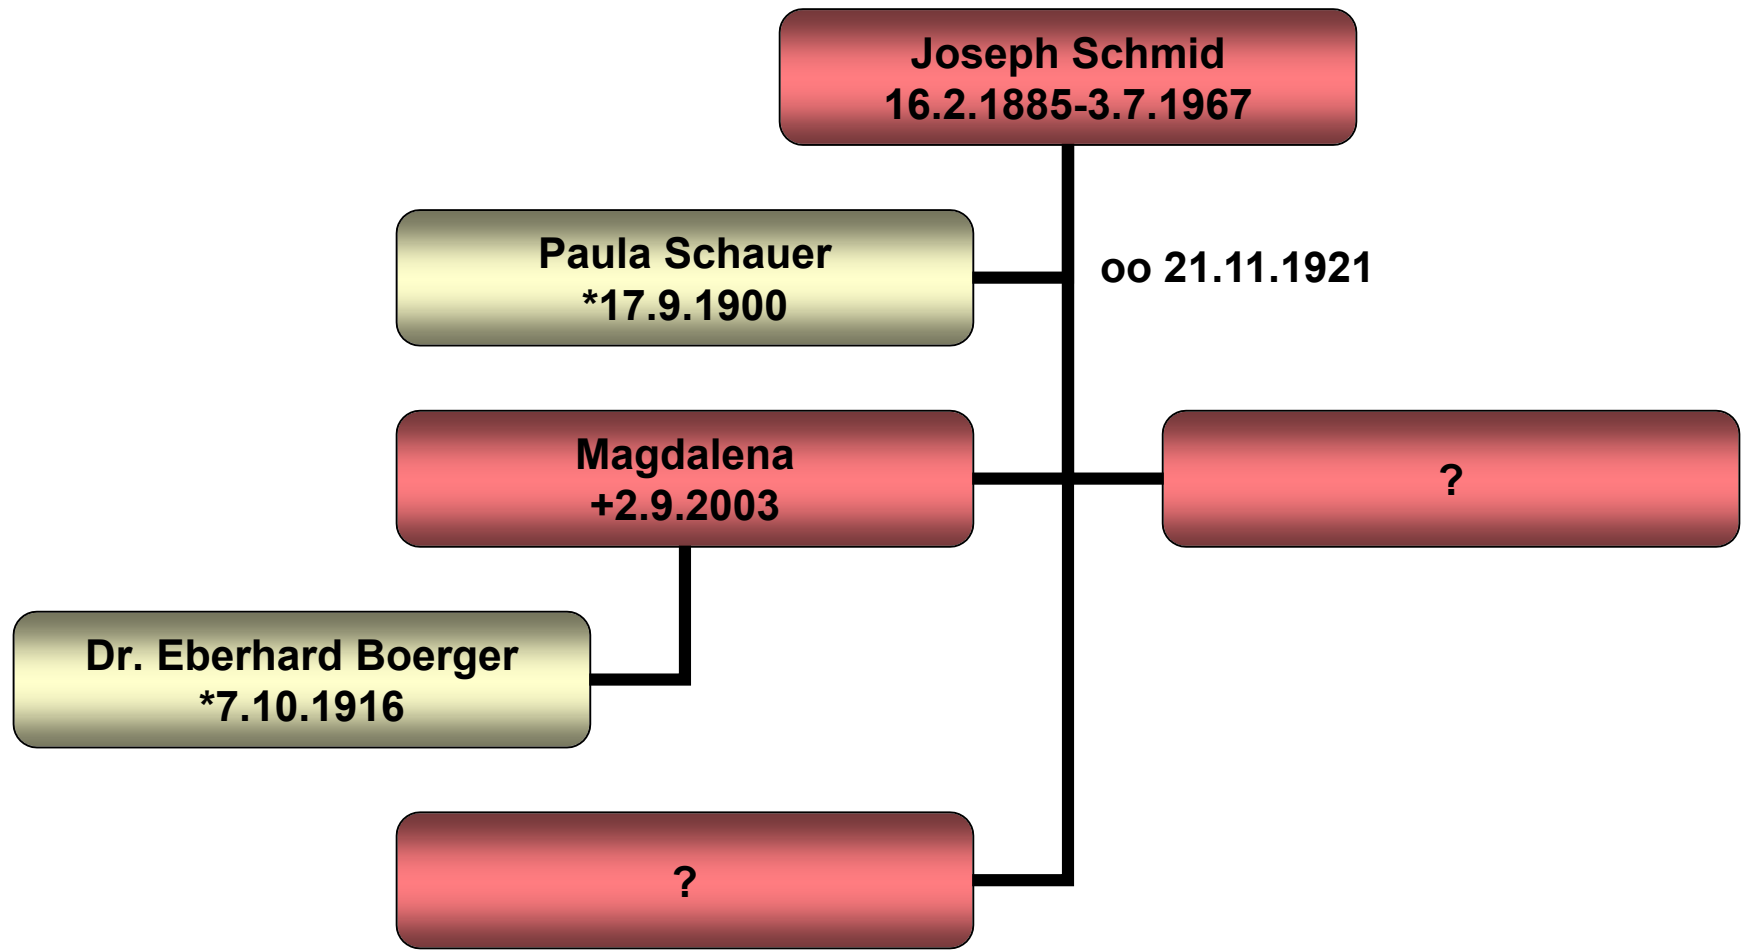 Joseph Schmid
16.2.1885-3.7.1967
Paula Schauer
*17.9.1900
oo 21.11.1921
Magdalena
+2.9.2003
?
Dr. Eberhard Boerger
*7.10.1916
?